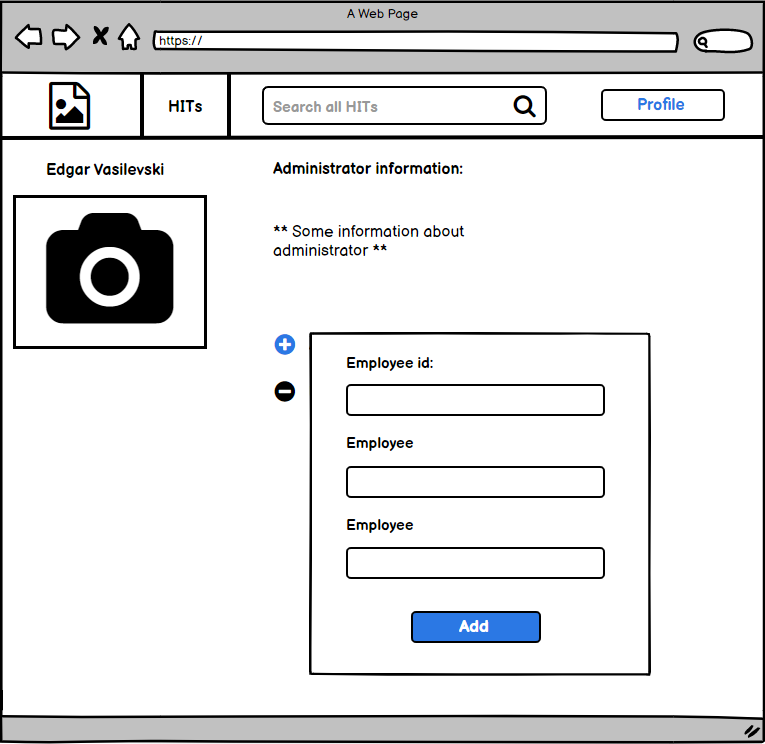 A Web Page
https://
HITs
Search all HITs
Profile
Edgar Vasilevski
Administrator information:
** Some information about
administrator **
Employee id:
Employee
Employee
Add